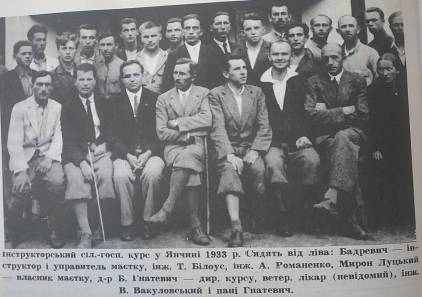 Інструкторський сіл.-госп. курс у Янчині 1933 р. Сидять від ліва: Бадревич — ін-
структор і управитель маєтку, інж. Т. Білоус, інж. А. Романенко, Мирон Луцький
— власник маєтку, д-р Б. Гнатевич — дир. курсу, ветер. лікар (невідомий), інж.
В. Вакуловський і пані Гнатевич.